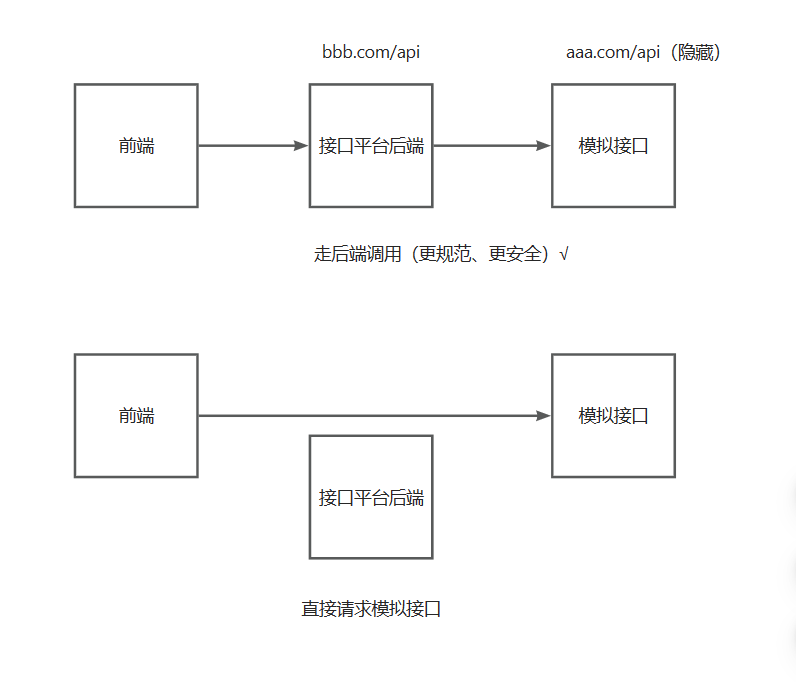 bbb.com/api
aaa.com/api（隐藏）
前端
接口平台后端
模拟接口
走后端调用（更规范、更安全）√
前端
模拟接口
接口平台后端
直接请求模拟接口